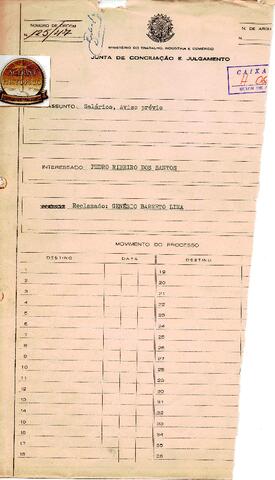 NÚMERO DE ORDEM
N.º 125/47
N. DE ARQU
MINISTÉRIO DO TRABALHO, INDÚSTRIA E COMÉRCIO
JUNTA DE CONCILIAÇÃO E JULGAMENTO
CAIXA
ASSUNTO: Salários, Aviso prévio
INTERESSADO: PEDRO RIBEIRO DOS SANTOS
Reclamado: GENÉSIO BARRETO LIMA
MOVIMENTO DO PROCESSO
DESTINO DATA DESTINO
1 19
2 20
3 21
4 22
5 23
6 24
7 25
8 26
9 27
10 28
11 29
12 30
13 31
14 32
15 33
16 34
17 35
18 36